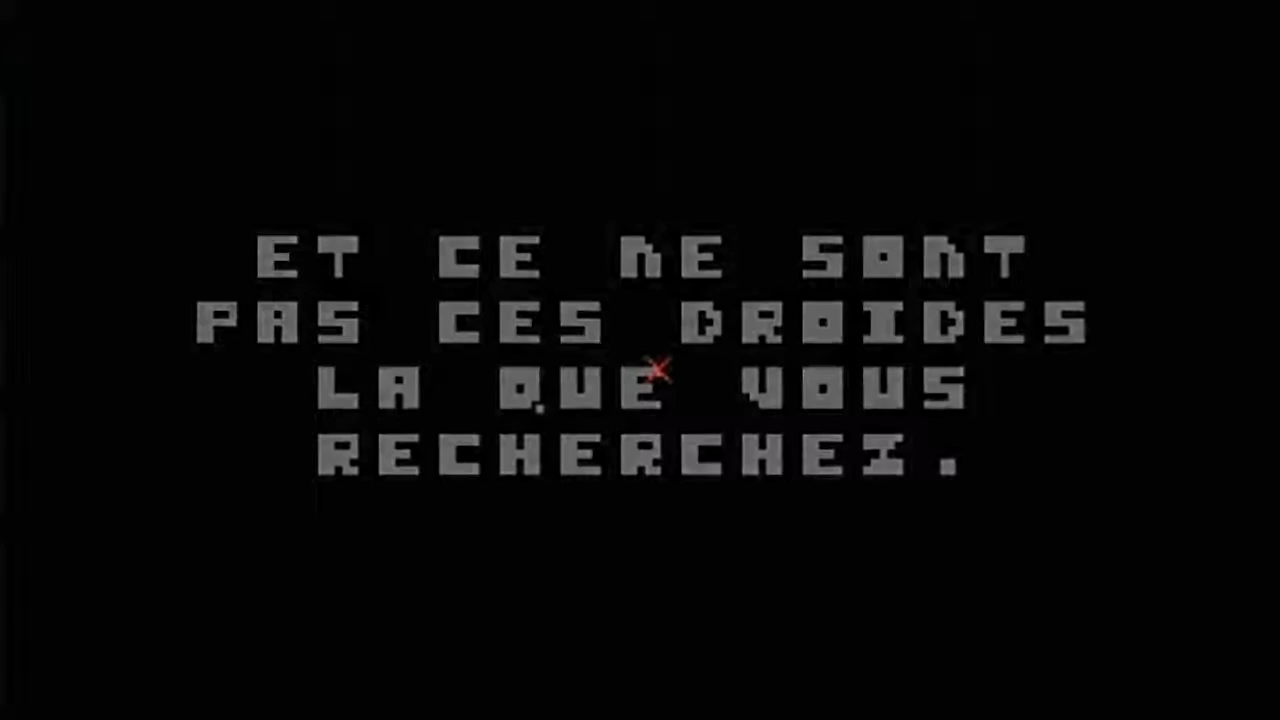 ET CE NE SONT
PAS CES DROIDES
LA QUE VOUS
RECHERCHEZ.